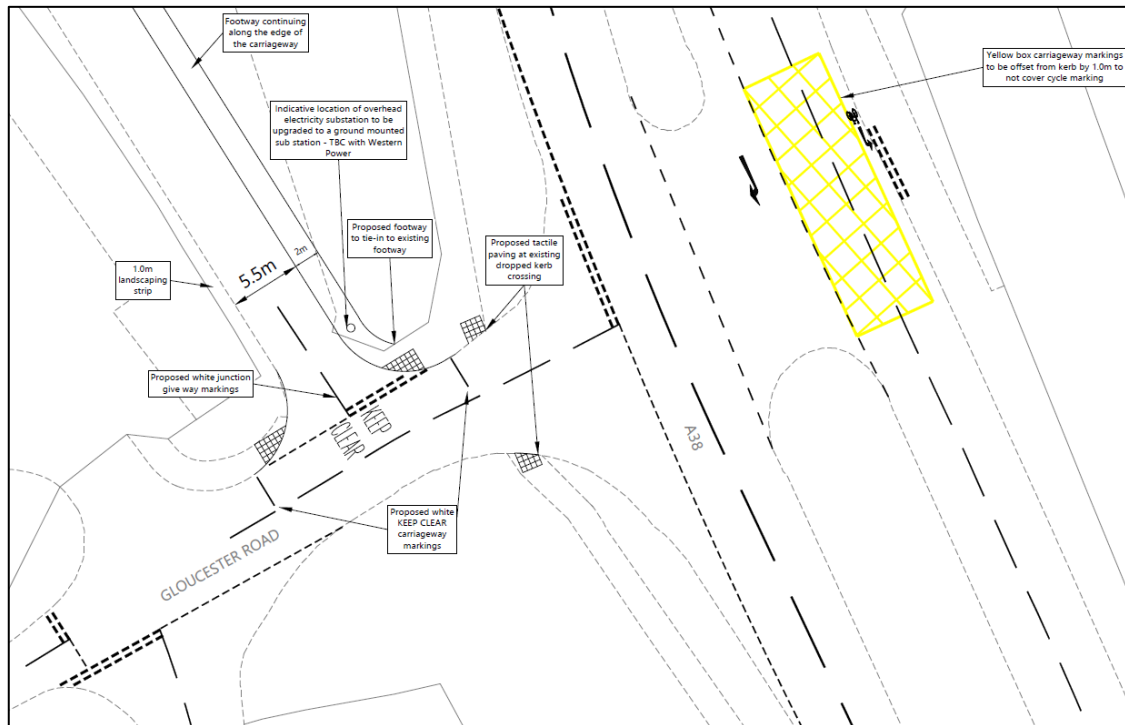 Footway continuing
along the edge of
the carriageway
Yellow box carriageway markings
to be offset from kerb by 1.0m to
not cover cycle marking
Indicative location of overhead
electricity substation to be
upgraded to a ground mounted
sub station - TBC with Western
Power
Proposed footway
to tie-in to existing
footway
Proposed tactile
paving at existing
dropped kerb
crossing
2m
5.5m
1.0m
landscaping
strip
Proposed white junction
give way markings
KEEP
CLEAR
A38
Proposed white
KEEP CLEAR
carriageway
markings
GLOUCESTER ROAD